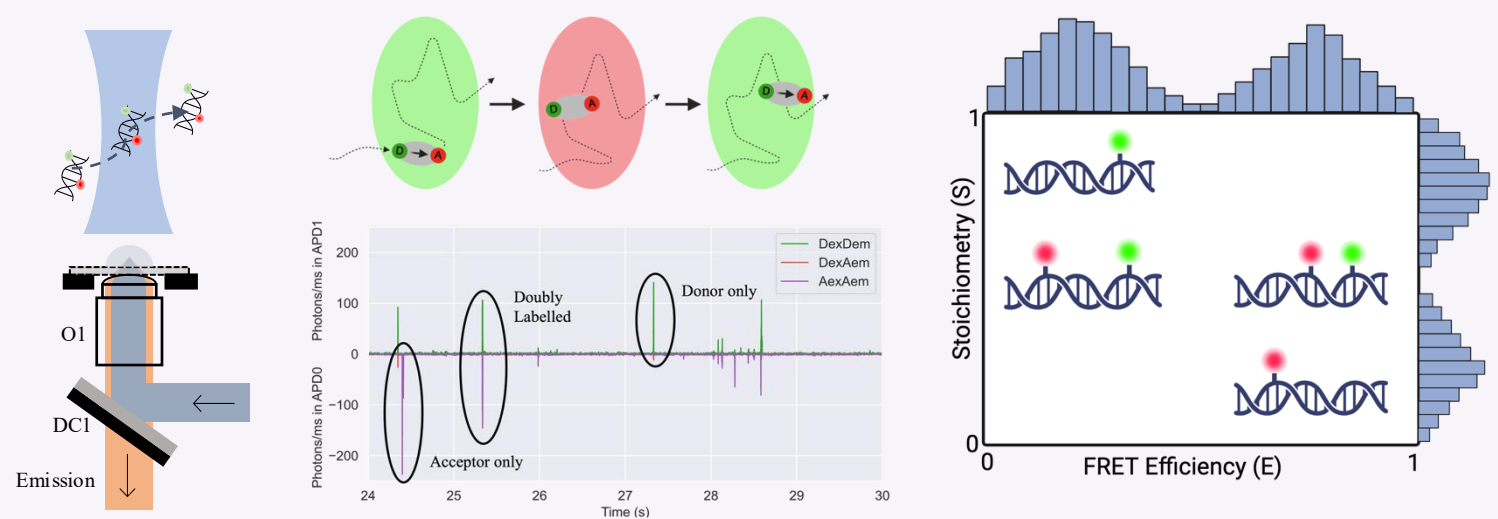 O1
DC1
Emission
D
A
D
A
D
A
Photons/ms in APD1
Photons/ms in APD0
200
100
0
−100
−200
DexDem
DexAem
AexAem
Doubly
Labelled
Donor only
Acceptor only
24
25
26
27
28
29
30
Time (s)
Stoichiometry (S)
1
0
0
FRET Efficiency (E)
1